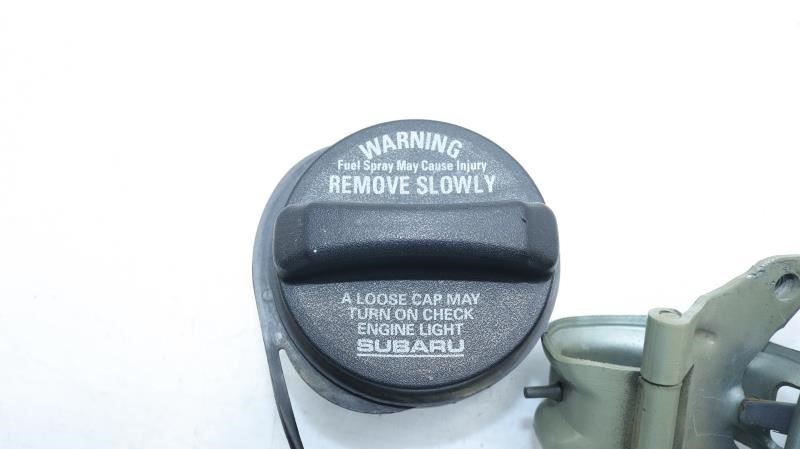 WARNING
Fuel Spray May Cause Injury
REMOVE SLOWLY
A LOOSE CAP MAY
TURN ON CHECK
ENGINE LIGHT
SUBARU